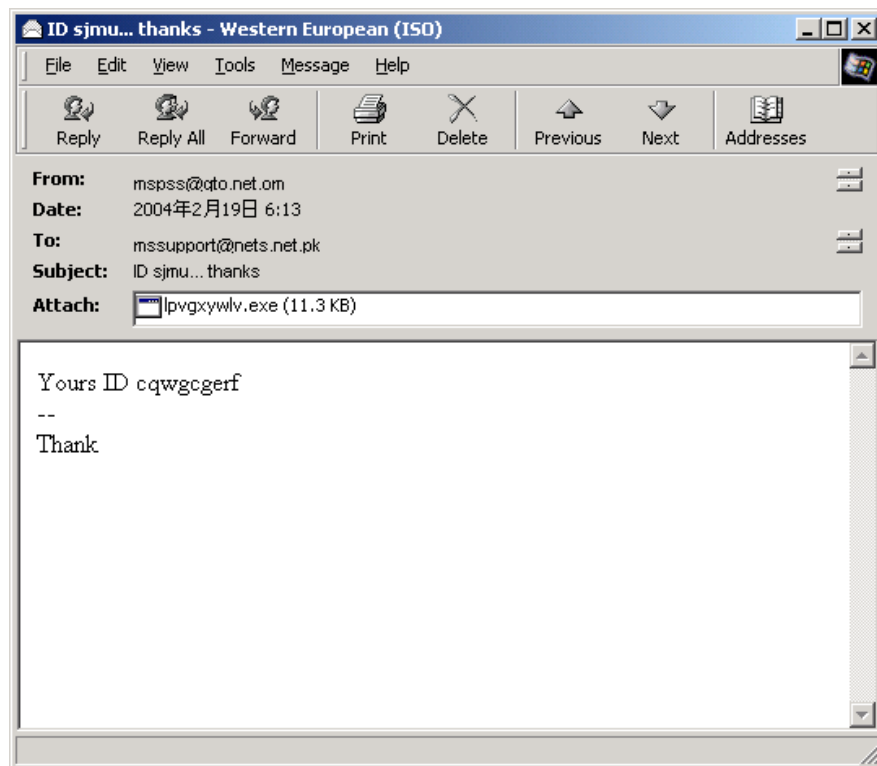 ID sjmu... thanks - Western European (ISO)
File Edit View Tools Message Help
Reply Reply All Forward Print Delete Previous Next Addresses
From: mspss@qto.net.om
Date: 2004年2月19日 6:13
To: mssupport@nets.net.pk
Subject: ID sjmu... thanks
Attach: lpvgxywlv.exe (11.3 KB)
Yours ID cqwgcgerf
--
Thank